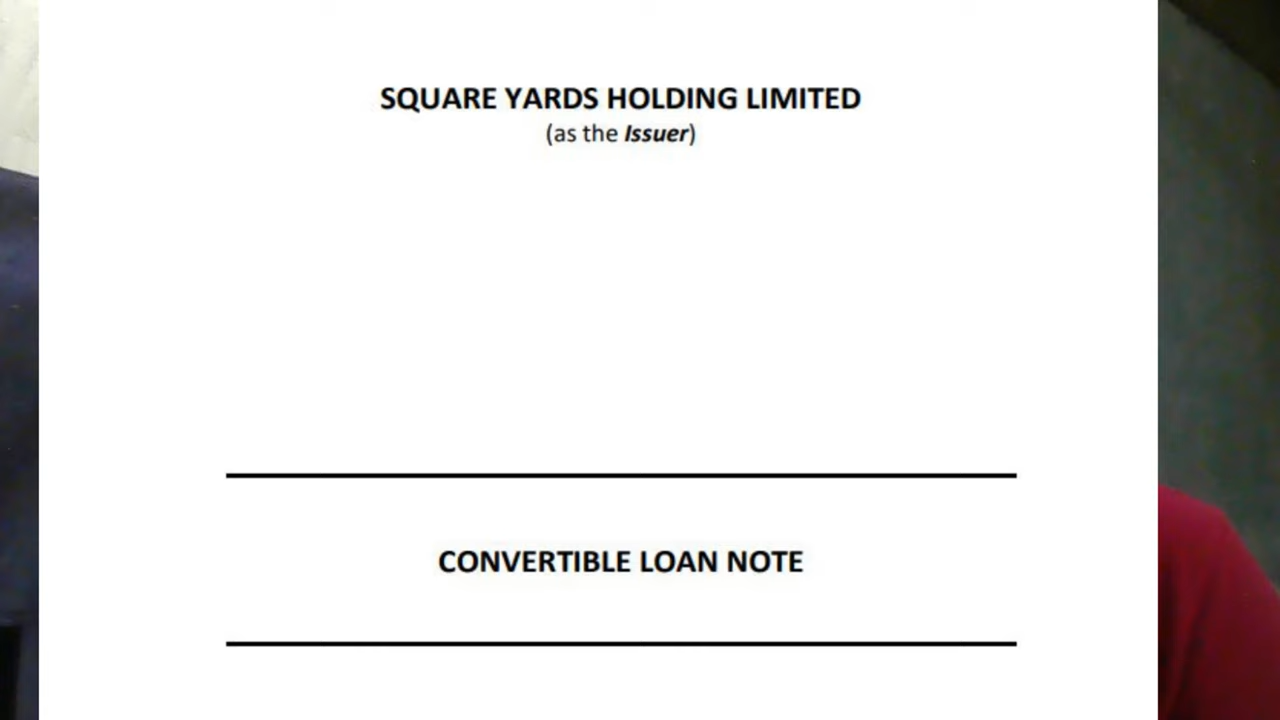 SQUARE YARDS HOLDING LIMITED
(as the Issuer)
CONVERTIBLE LOAN NOTE